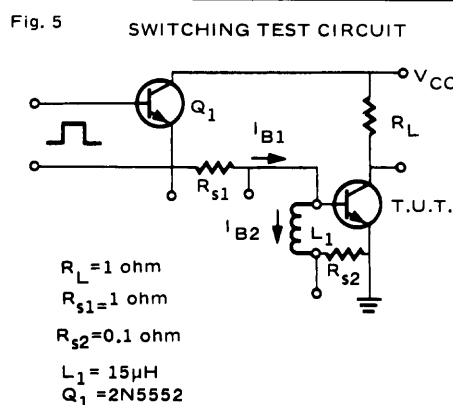 Fig. 5
SWITCHING TEST CIRCUIT
VCC
Q1
RL
IB1
Rs1
T.U.T.
IB2
L1
Rs2
RL=1 ohm
Rs1=1 ohm
Rs2=0.1 ohm
L1 = 15μH
Q1 =2N5552